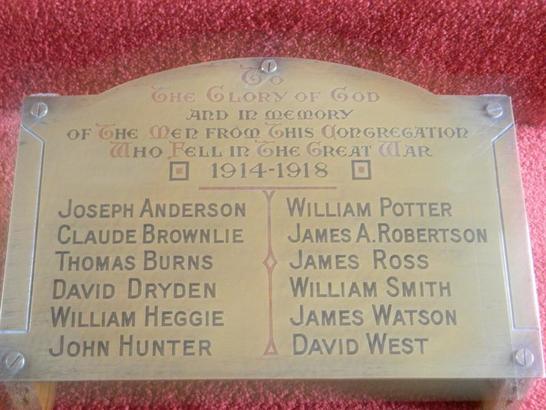 To
The Glory of God
and in memory
of The Men from This Congregation
Who Fell in The Great War
1914-1918
Joseph Anderson
Claude Brownlie
Thomas Burns
David Dryden
William Heggie
John Hunter
William Potter
James A. Robertson
James Ross
William Smith
James Watson
David West